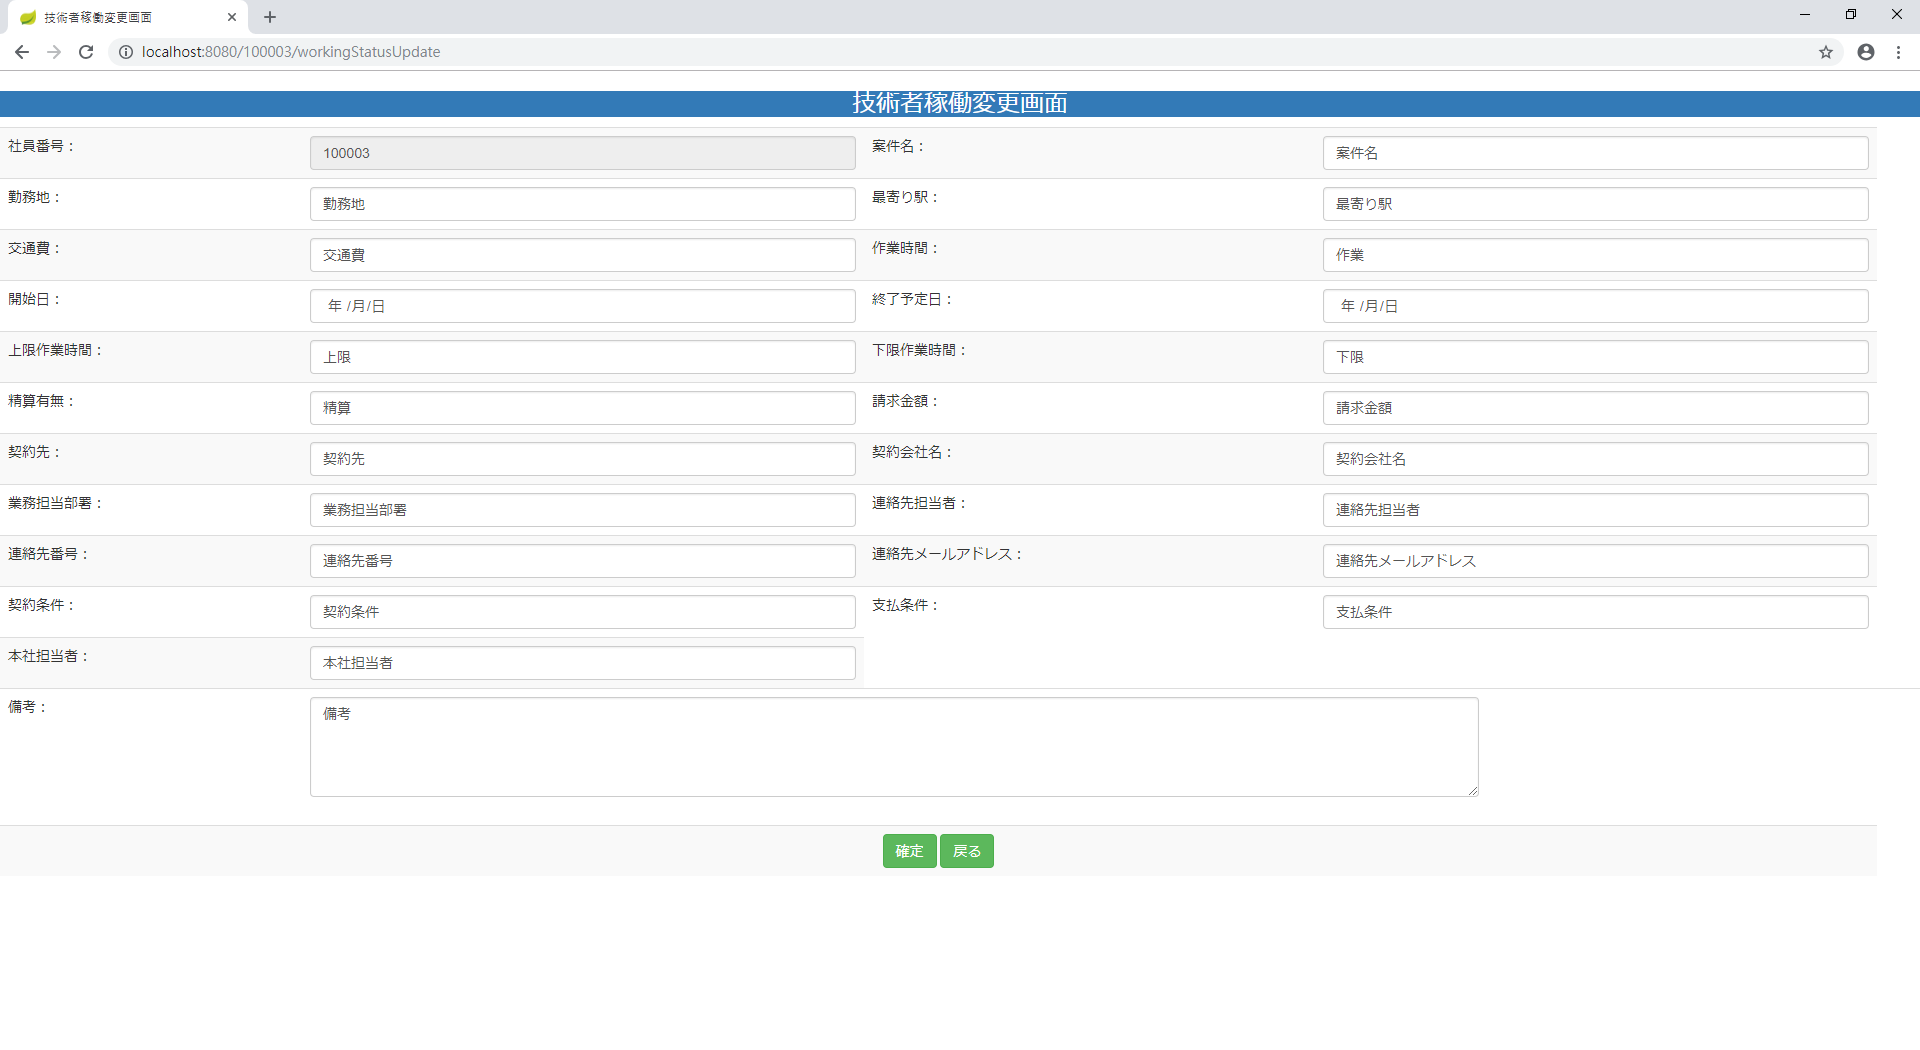 技術者稼働変更画面
localhost:8080/100003/workingStatusUpdate
技術者稼働変更画面
社員番号： 100003 案件名： 案件名
勤務地： 勤務地 最寄り駅： 最寄り駅
交通費： 交通費 作業時間： 作業
開始日： 年 /月/日 終了予定日： 年 /月/日
上限作業時間： 上限 下限作業時間： 下限
精算有無： 精算 請求金額： 請求金額
契約先： 契約先 契約会社名： 契約会社名
業務担当部署： 業務担当部署 連絡先担当者： 連絡先担当者
連絡先番号： 連絡先番号 連絡先メールアドレス： 連絡先メールアドレス
契約条件： 契約条件 支払条件： 支払条件
本社担当者： 本社担当者
備考： 備考
確定 戻る